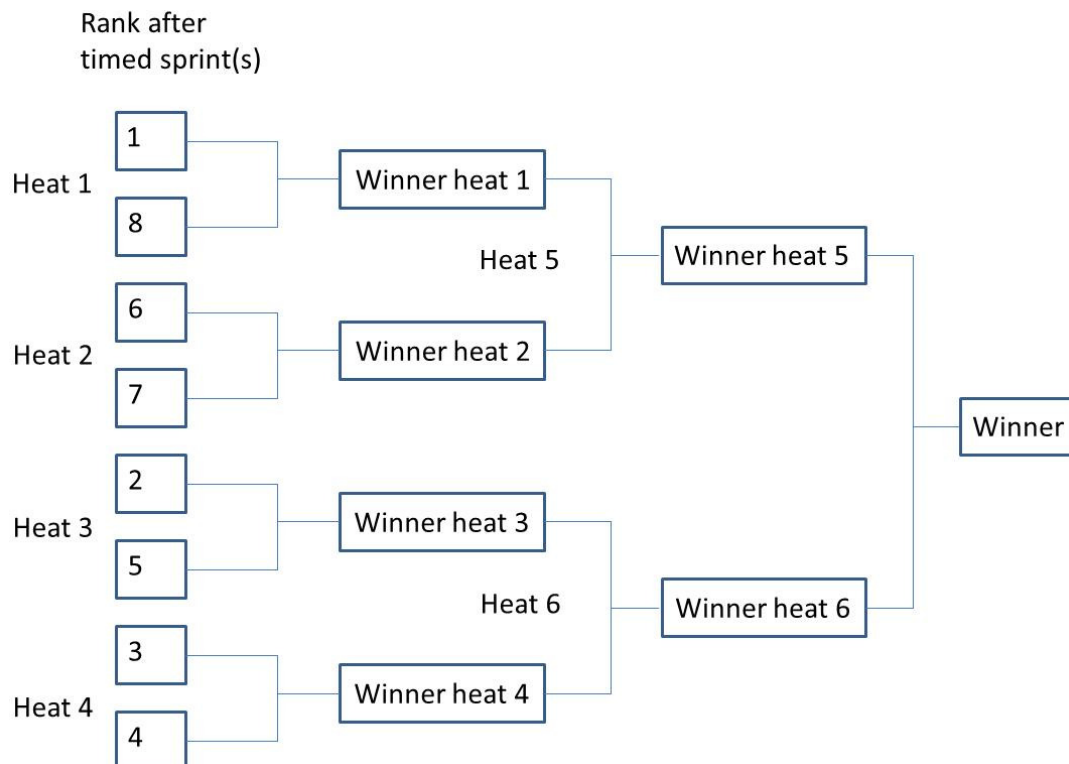 Rank after
timed sprint(s)
1
Heat 1
Winner heat 1
8
Heat 5
Winner heat 5
6
Heat 2
Winner heat 2
7
Winner
2
Heat 3
Winner heat 3
5
Heat 6
Winner heat 6
3
Heat 4
Winner heat 4
4